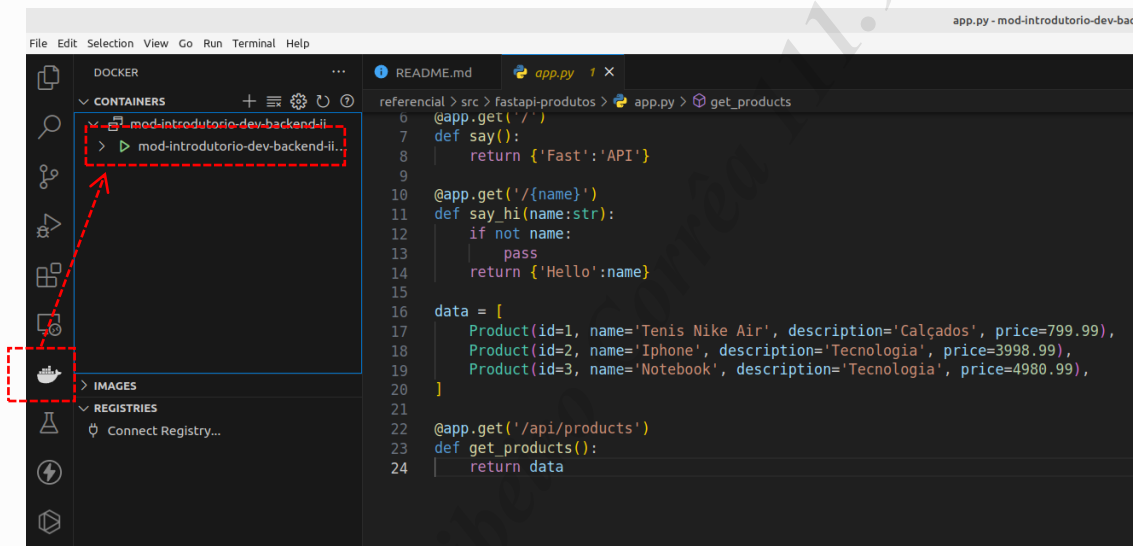 app.py - mod-introdutorio-dev-bac
File Edit Selection View Go Run Terminal Help
DOCKER
README.md
app.py 1
CONTAINERS
referencial > src > fastapi-produtos > app.py > get_products
mod-introdutorio-dev-backend-ii
mod-introdutorio-dev-backend-ii...
IMAGES
REGISTRIES
Connect Registry...
6 @app.get('/')
7 def say():
8 return {'Fast':'API'}
9
10 @app.get('/{name}')
11 def say_hi(name:str):
12 if not name:
13 pass
14 return {'Hello':name}
15
16 data = [
17 Product(id=1, name='Tenis Nike Air', description='Calçados', price=799.99),
18 Product(id=2, name='Iphone', description='Tecnologia', price=3998.99),
19 Product(id=3, name='Notebook', description='Tecnologia', price=4980.99),
20 ]
21
22 @app.get('/api/products')
23 def get_products():
24 return data
Corrêa 11.